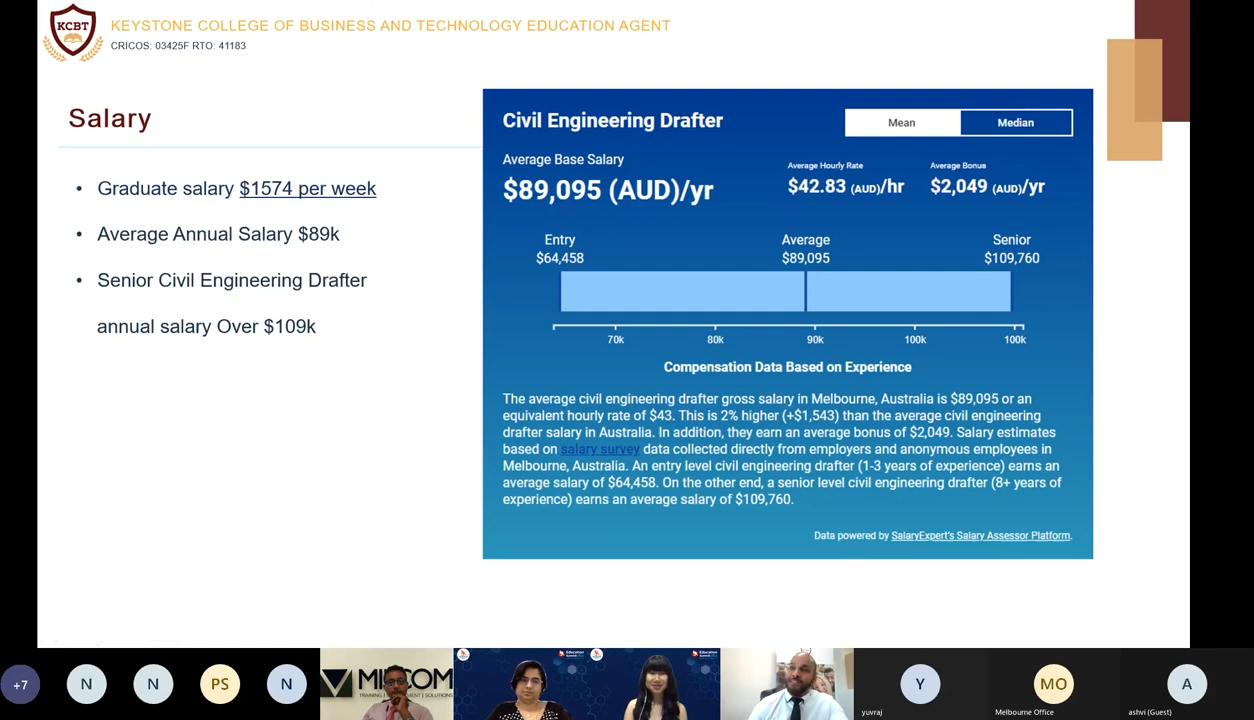 KCBT
KEYSTONE COLLEGE OF BUSINESS AND TECHNOLOGY EDUCATION AGENT
CRICOS: 03425F RTO: 41183
Salary
• Graduate salary $1574 per week
• Average Annual Salary $89k
• Senior Civil Engineering Drafter
annual salary Over $109k
Civil Engineering Drafter
Mean
Median
Average Base Salary
$89,095 (AUD)/yr
Average Hourly Rate
$42.83 (AUD)/hr
Average Bonus
$2,049 (AUD)/yr
Entry
$64,458
Average
$89,095
Senior
$109,760
70k 80k 90k 100k 100k
Compensation Data Based on Experience
The average civil engineering drafter gross salary in Melbourne, Australia is $89,095 or an
equivalent hourly rate of $43. This is 2% higher (+$1,543) than the average civil engineering
drafter salary in Australia. In addition, they earn an average bonus of $2,049. Salary estimates
based on salary survey data collected directly from employers and anonymous employees in
Melbourne, Australia. An entry level civil engineering drafter (1-3 years of experience) earns an
average salary of $64,458. On the other end, a senior level civil engineering drafter (8+ years of
experience) earns an average salary of $109,760.
Data powered by SalaryExpert's Salary Assessor Platform.
+7
N
N
PS
N
Education
Education
Y
yuvraj
MO
Melbourne Office
A
ashvi (Guest)